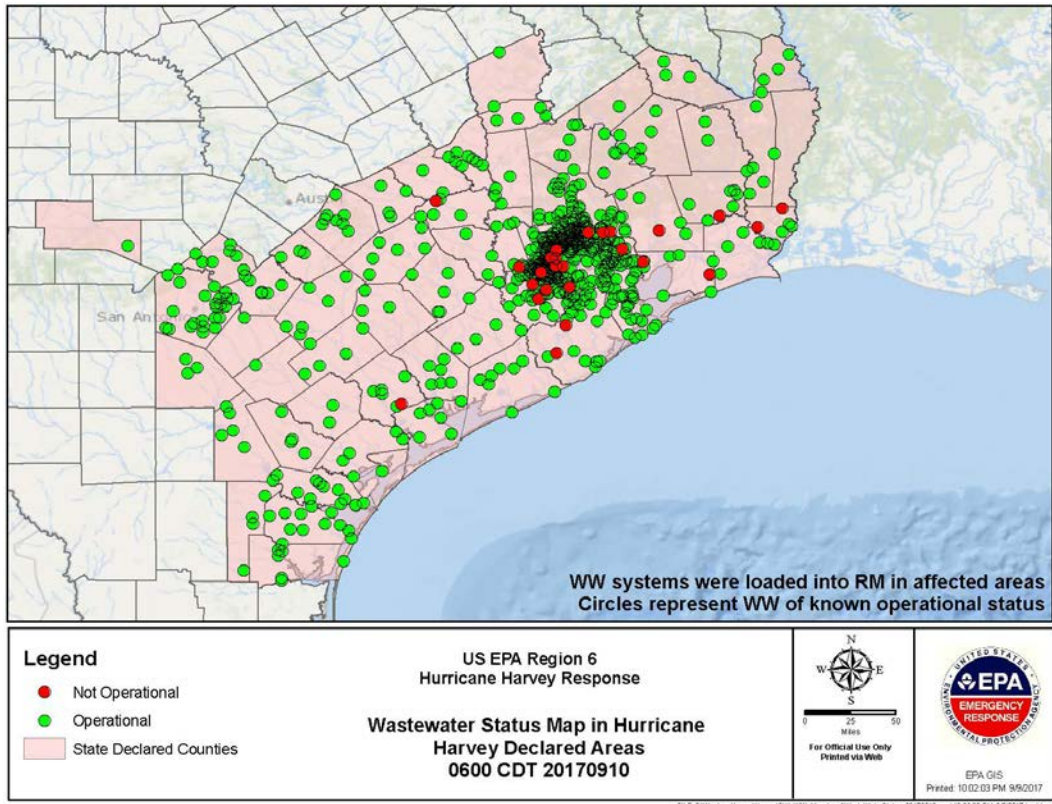 Aus
San Anto
WW systems were loaded into RM in affected areas
Circles represent WW of known operational status
Legend
Not Operational
Operational
State Declared Counties
US EPA Region 6
Hurricane Harvey Response
Wastewater Status Map in Hurricane
Harvey Declared Areas
0600 CDT 20170910
N
W E
S
0 25 50
Miles
For Official Use Only
Printed via Web
UNITED STATES
EPA
EMERGENCY
RESPONSE
ENVIRONMENTAL PROTECTION AGENCY
EPA GIS
Printed: 10:02:03 PM 9/9/2017